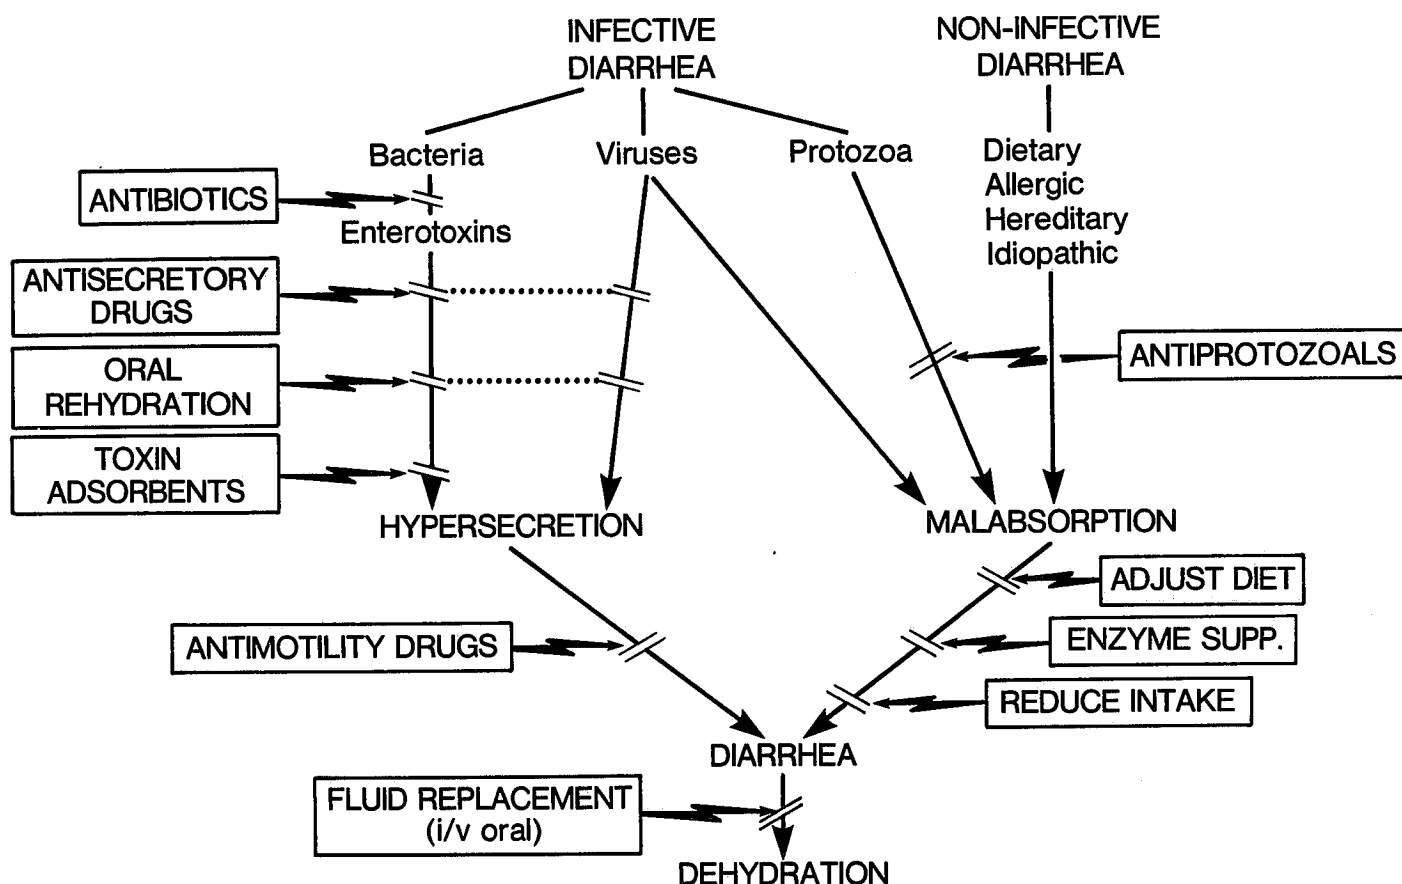 INFECTIVE
DIARRHEA
NON-INFECTIVE
DIARRHEA
Bacteria
Viruses
Protozoa
Dietary
Allergic
Hereditary
Idiopathic
ANTIBIOTICS
Enterotoxins
ANTISECRETORY
DRUGS
ORAL
REHYDRATION
ANTIPROTOZOALS
TOXIN
ADSORBENTS
HYPERSECRETION
MALABSORPTION
ADJUST DIET
ANTIMOTILITY DRUGS
ENZYME SUPP.
REDUCE INTAKE
DIARRHEA
FLUID REPLACEMENT
(i/v oral)
DEHYDRATION